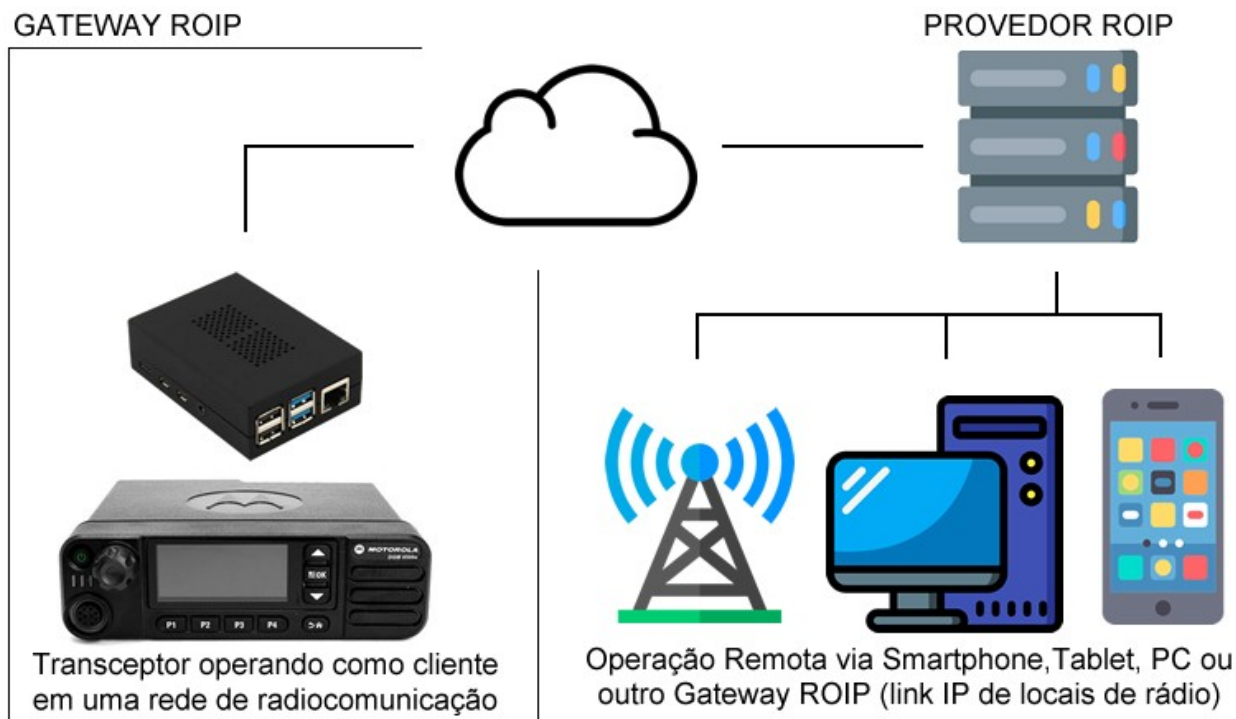 GATEWAY ROIP
PROVEDOR ROIP
MOTOROLA
P1 P2 P3 P4
OK
Transceptor operando como cliente
em uma rede de radiocomunicação
Operação Remota via Smartphone,Tablet, PC ou
outro Gateway ROIP (link IP de locais de rádio)